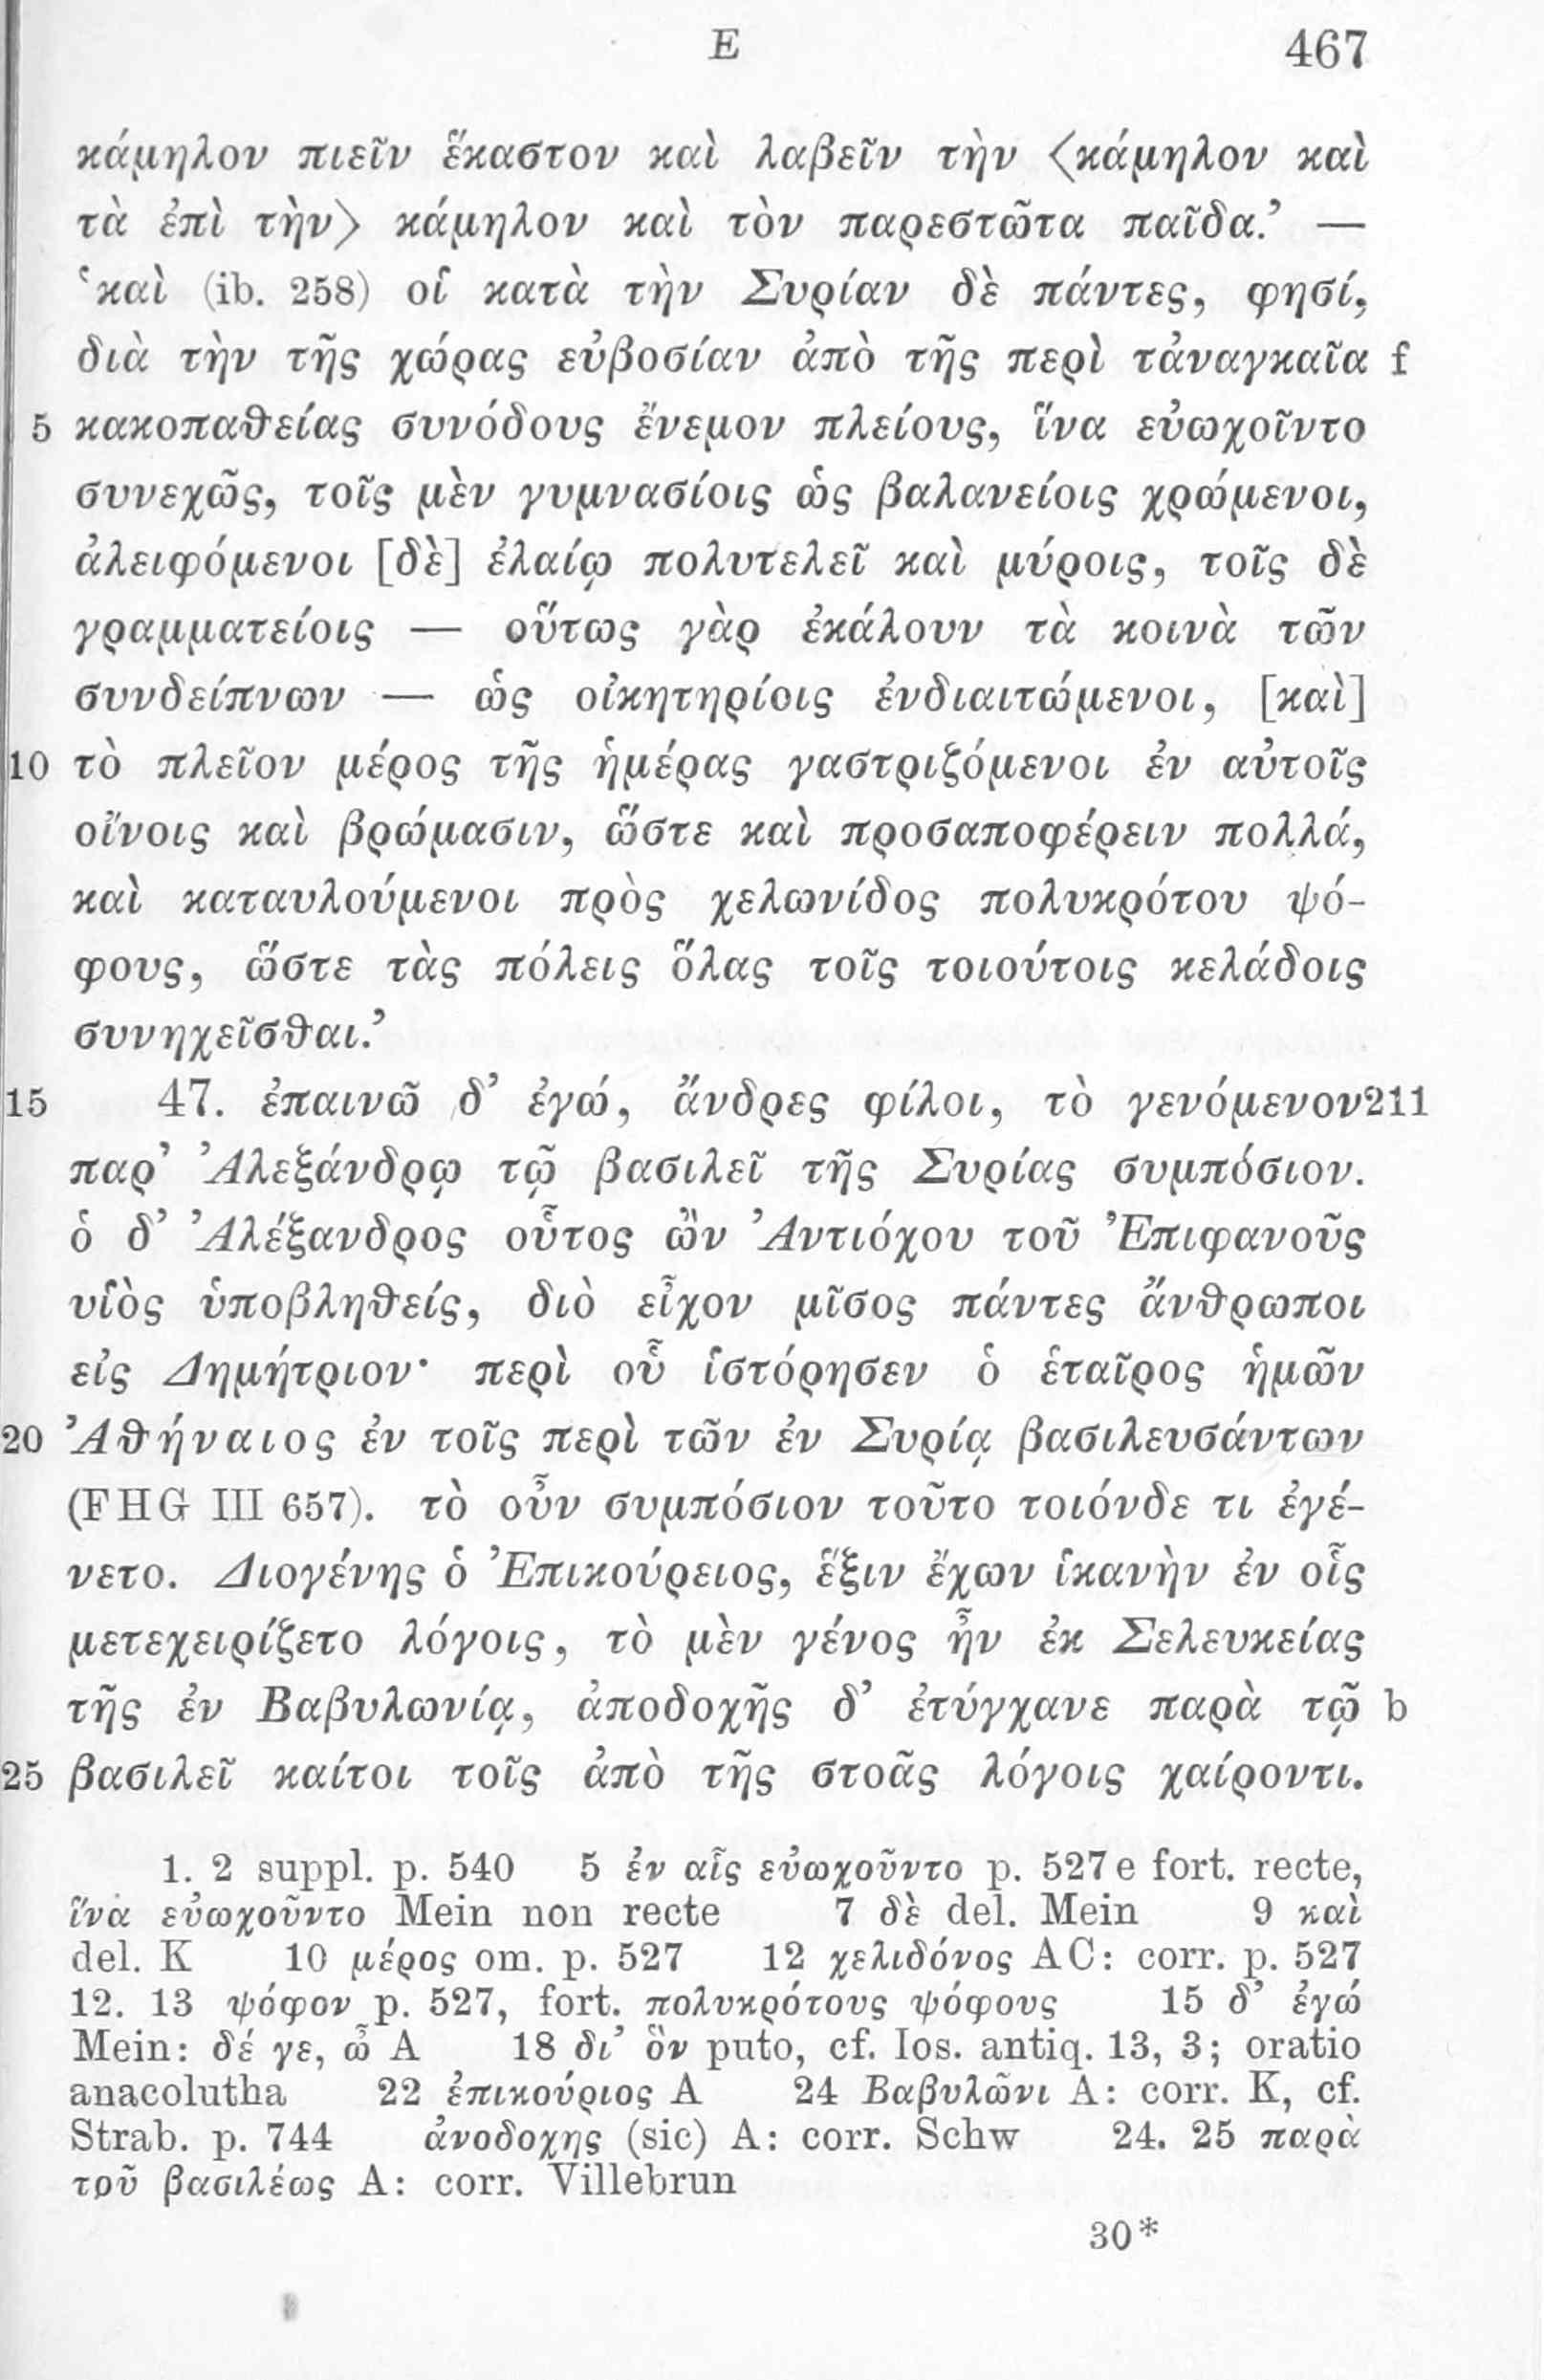 E 467
κάμηλον πιεῖν ἕκαστον καὶ λαβεῖν τὴν <κάμηλον καὶ
τὰ ἐπὶ τὴν> κάμηλον καὶ τὸν παρεστῶτα παῖδα.’ —
‘καὶ (ib. 258) οἱ κατὰ τὴν Συρίαν δὲ πάντες, φησί,
διὰ τὴν τῆς χώρας εὐβοσίαν ἀπὸ τῆς περὶ τἀναγκαῖα f
5 κακοπαθείας συνόδους ἔνεμον πλείους, ἵνα εὐωχοῖντο
συνεχῶς, τοῖς μὲν γυμνασίοις ὡς βαλανείοις χρώμενοι,
ἀλειφόμενοι [δὲ] ἐλαίῳ πολυτελεῖ καὶ μύροις, τοῖς δὲ
γραμματείοις — οὕτως γὰρ ἐκάλουν τὰ κοινὰ τῶν
συνδείπνων — ὡς οἰκητηρίοις ἐνδιαιτώμενοι, [καὶ]
10 τὸ πλεῖον μέρος τῆς ἡμέρας γαστριζόμενοι ἐν αὐτοῖς
οἴνοις καὶ βρώμασιν, ὥστε καὶ προσαποφέρειν πολλά,
καὶ καταυλούμενοι πρὸς χελωνίδος πολυκρότου ψό-
φους, ὥστε τὰς πόλεις ὅλας τοῖς τοιούτοις κελάδοις
συνηχεῖσθαι.’
15 47. ἐπαινῶ δ’ ἐγώ, ἄνδρες φίλοι, τὸ γενόμενον 211
παρ’ Ἀλεξάνδρῳ τῷ βασιλεῖ τῆς Συρίας συμπόσιον.
ὁ δ’ Ἀλέξανδρος οὗτος ὢν Ἀντιόχου τοῦ Ἐπιφανοῦς
υἱὸς ὑποβληθείς, διὸ εἶχον μῖσος πάντες ἄνθρωποι
εἰς Δημήτριον· περὶ οὗ ἱστόρησεν ὁ ἑταῖρος ἡμῶν
20 Ἀθήναιος ἐν τοῖς περὶ τῶν ἐν Συρίᾳ βασιλευσάντων
(FHG III 657). τὸ οὖν συμπόσιον τοῦτο τοιόνδε τι ἐγέ-
νετο. Διογένης ὁ Ἐπικούρειος, ἕξιν ἔχων ἱκανὴν ἐν οἷς
μετεχειρίζετο λόγοις, τὸ μὲν γένος ἦν ἐκ Σελευκείας
τῆς ἐν Βαβυλωνίᾳ, ἀποδοχῆς δ’ ἐτύγχανε παρὰ τῷ b
25 βασιλεῖ καίτοι τοῖς ἀπὸ τῆς στοᾶς λόγοις χαίροντι.
1. 2 suppl. p. 540 5 ἐν αἷς εὐωχοῦντο p. 527e fort. recte,
ἵνα εὐωχοῦντο Mein non recte 7 δὲ del. Mein 9 καὶ
del. K 10 μέρος om. p. 527 12 χελιδόνος AC: corr. p. 527
12. 13 ψόφον p. 527, fort. πολυκρότους ψόφους 15 δ’ ἐγώ
Mein: δέ γε, ὦ A 18 δι’ ὃν puto, cf. Ios. antiq. 13, 3; oratio
anacolutha 22 ἐπικούριος A 24 Βαβυλῶνι A: corr. K, cf.
Strab. p. 744 ἀνοδοχης (sic) A: corr. Schw 24. 25 παρὰ
τοῦ βασιλέως A: corr. Villebrun
30*